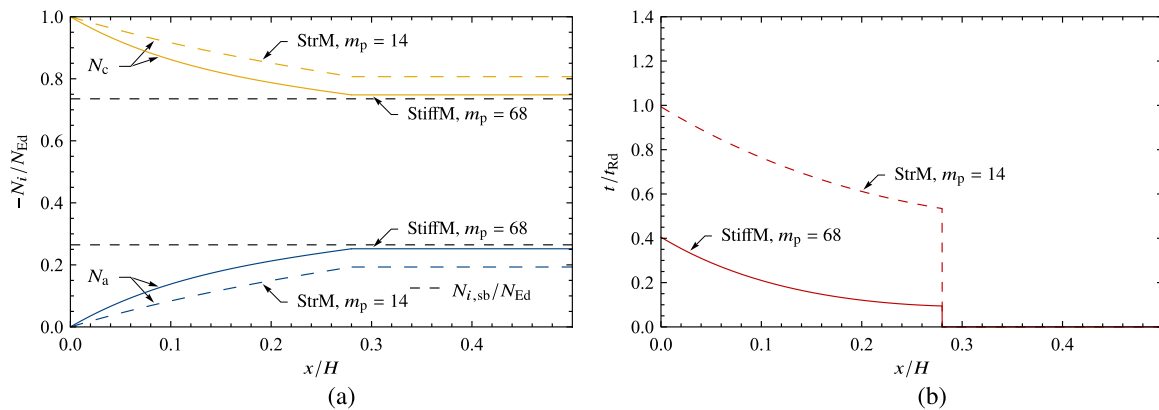 1.0
0.8
0.6
0.4
0.2
0.0
−N_i/N_Ed
StrM, m_p = 14
N_c
StiffM, m_p = 68
StiffM, m_p = 68
N_a
StrM, m_p = 14
N_{i,sb}/N_Ed
0.0 0.1 0.2 0.3 0.4
x/H
(a)
1.4
1.2
1.0
0.8
0.6
0.4
0.2
0.0
t/t_Rd
StrM, m_p = 14
StiffM, m_p = 68
0.0 0.1 0.2 0.3 0.4
x/H
(b)